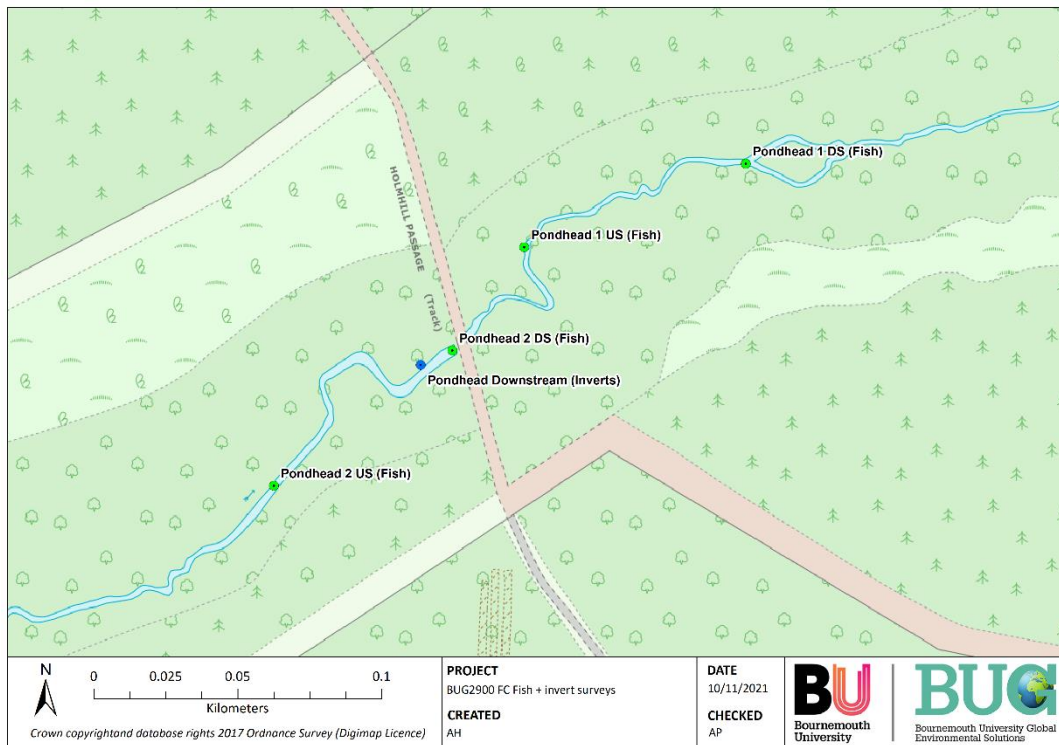 Pondhead 1 DS (Fish)
HOLMHILL PASSAGE
(Track)
Pondhead 1 US (Fish)
Pondhead 2 DS (Fish)
Pondhead Downstream (Inverts)
Pondhead 2 US (Fish)
N
0 0.025 0.05 0.1
Kilometers
Crown copyrightand database rights 2017 Ordnance Survey (Digimap Licence)
PROJECT
BUG2900 FC Fish + invert surveys
CREATED
AH
DATE
10/11/2021
CHECKED
AP
BU
Bournemouth
University
BUG
Bournemouth University Global
Environmental Solutions